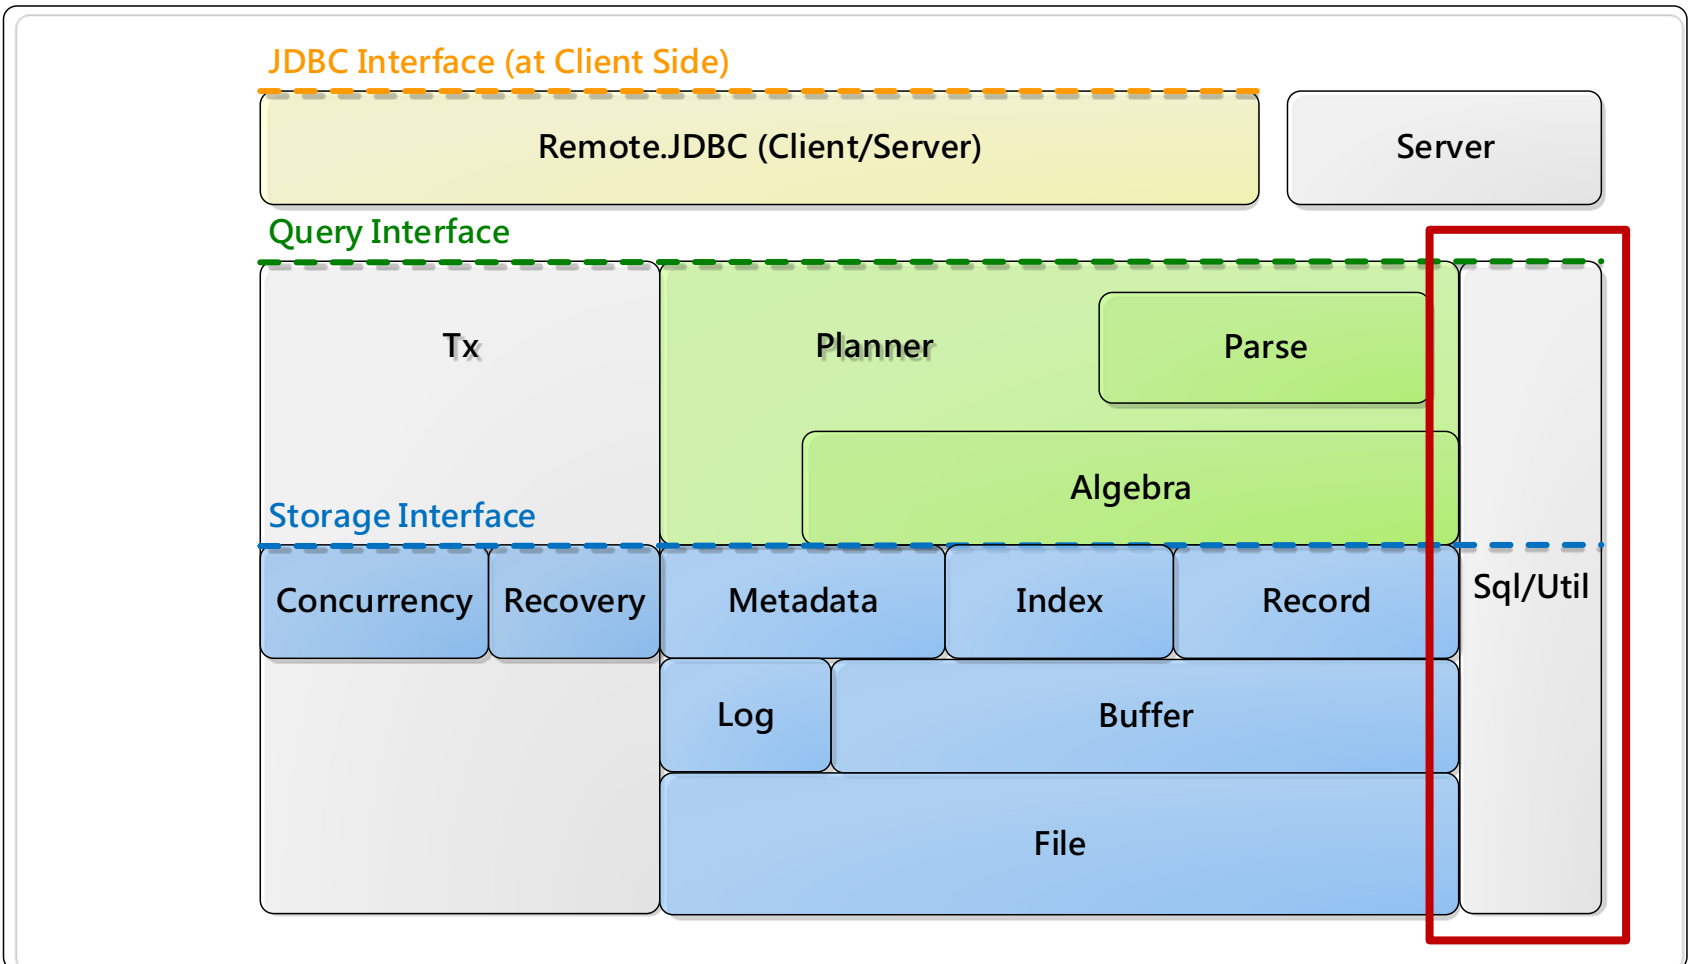 JDBC Interface (at Client Side)
Remote.JDBC (Client/Server)
Server
Query Interface
Tx
Planner
Parse
Algebra
Storage Interface
Concurrency
Recovery
Metadata
Index
Record
Sql/Util
Log
Buffer
File